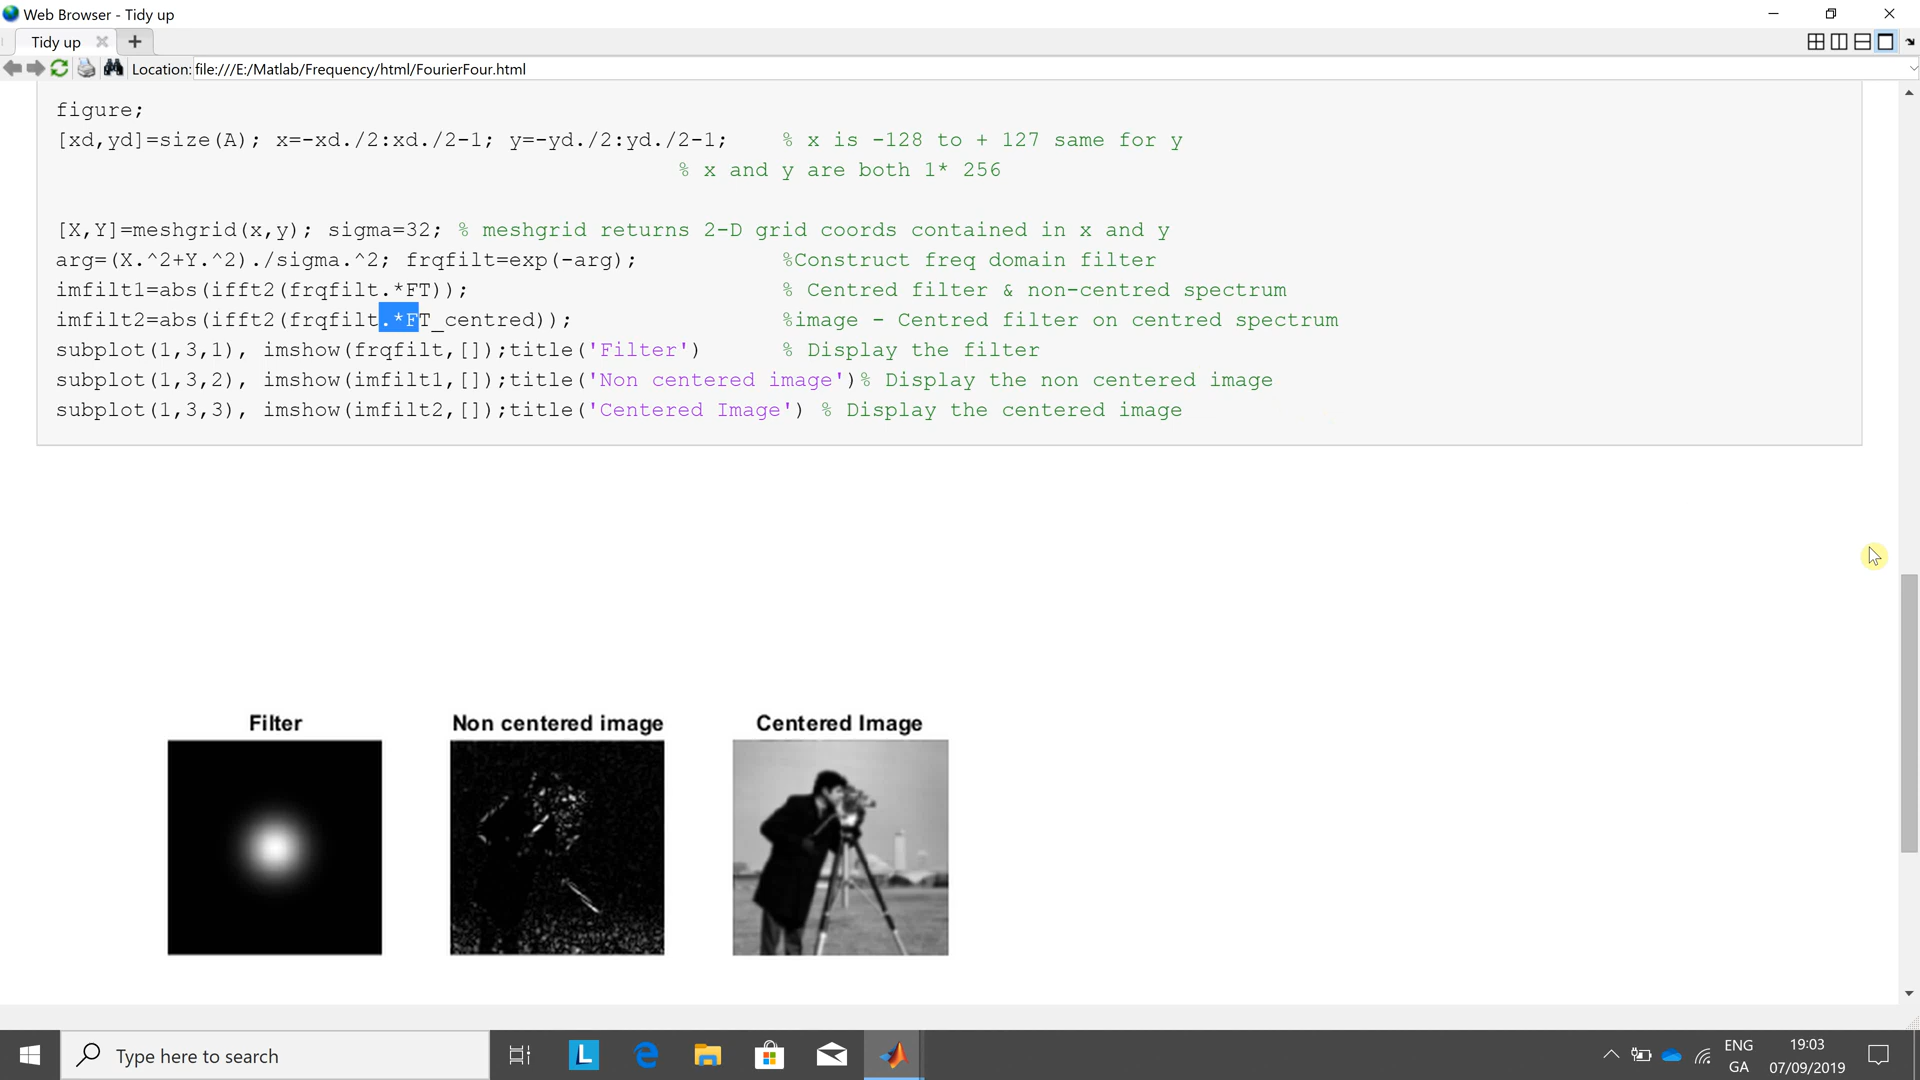 Web Browser - Tidy up
Tidy up
Location: file:///E:/Matlab/Frequency/html/FourierFour.html
figure;
[xd,yd]=size(A); x=-xd./2:xd./2-1; y=-yd./2:yd./2-1; % x is -128 to + 127 same for y
% x and y are both 1* 256
[X,Y]=meshgrid(x,y); sigma=32; % meshgrid returns 2-D grid coords contained in x and y
arg=(X.^2+Y.^2)./sigma.^2; frqfilt=exp(-arg); %Construct freq domain filter
imfilt1=abs(ifft2(frqfilt.*FT)); % Centred filter & non-centred spectrum
imfilt2=abs(ifft2(frqfilt.*FT_centred)); %image - Centred filter on centred spectrum
subplot(1,3,1), imshow(frqfilt,[]);title('Filter') % Display the filter
subplot(1,3,2), imshow(imfilt1,[]);title('Non centered image')% Display the non centered image
subplot(1,3,3), imshow(imfilt2,[]);title('Centered Image') % Display the centered image
Filter
Non centered image
Centered Image
Type here to search
L
ENG
GA
19:03
07/09/2019